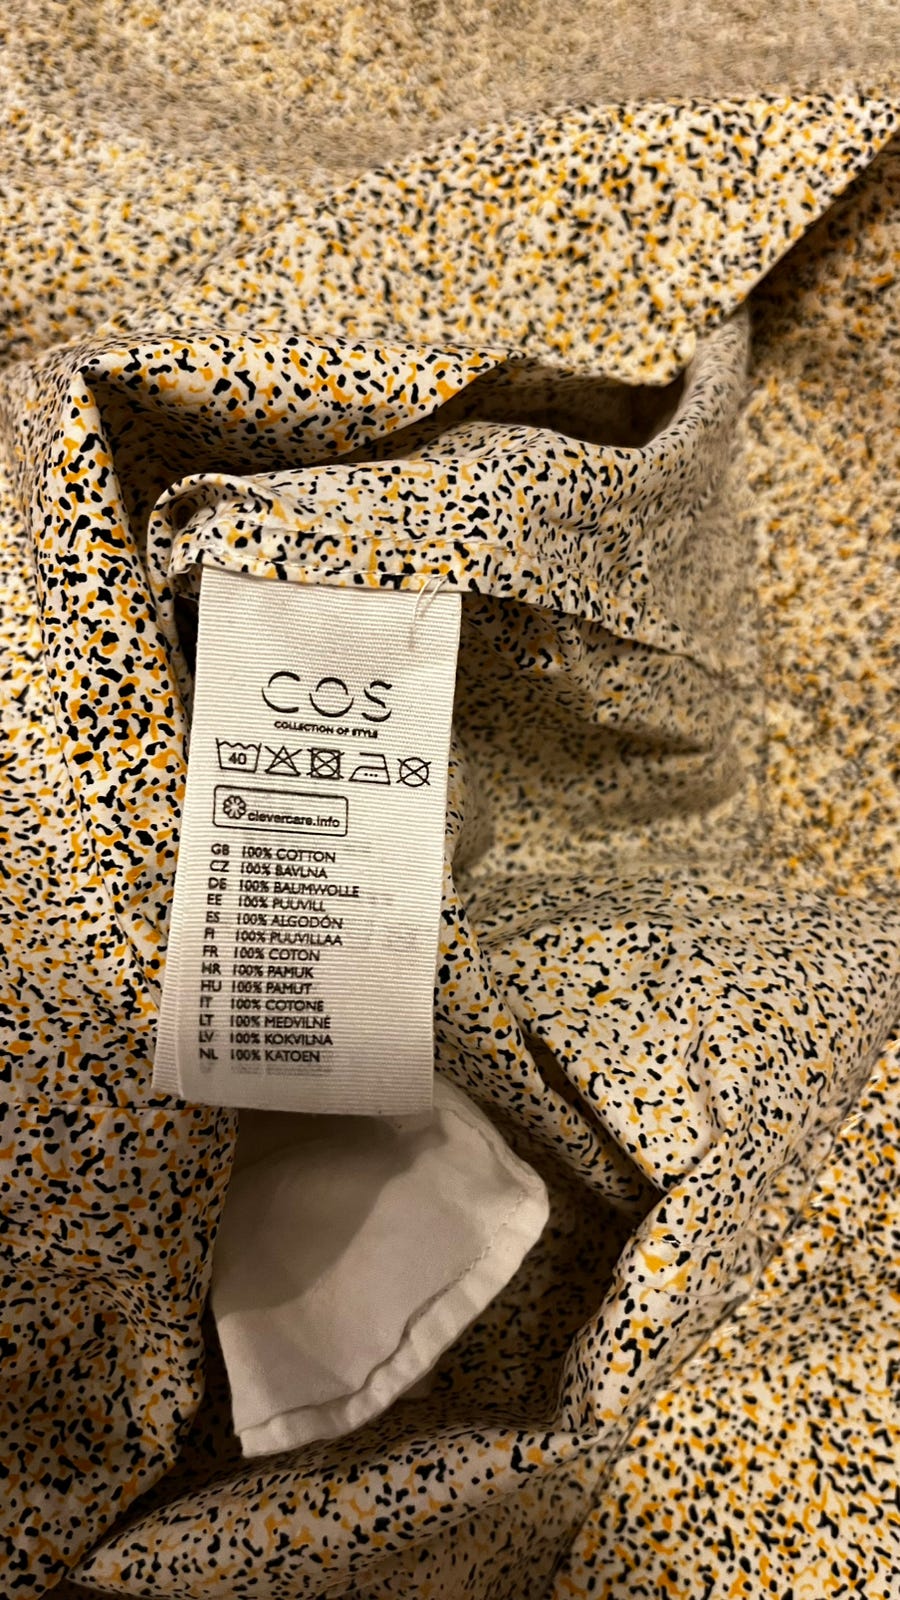 COS
COLLECTION OF STYLE
40
clevercare.info
GB 100% COTTON
CZ 100% BAVLNA
DE 100% BAUMWOLLE
EE 100% PUUVILL
ES 100% ALGODÓN
FI 100% PUUVILLAA
FR 100% COTON
HR 100% PAMUK
HU 100% PAMUT
IT 100% COTONE
LT 100% MEDVILNĖ
LV 100% KOKVILNA
NL 100% KATOEN